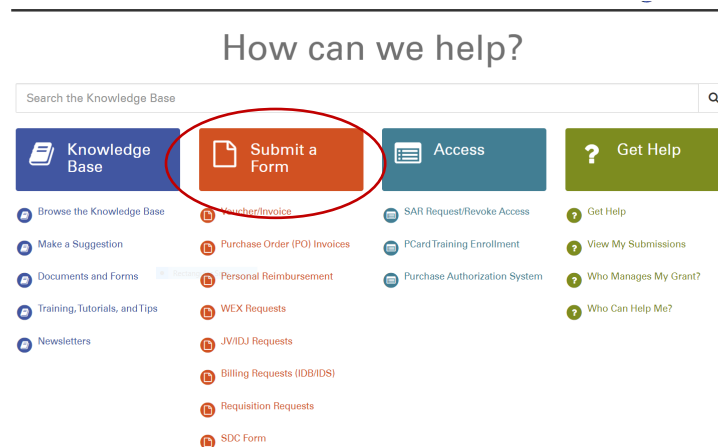 How can we help?
Search the Knowledge Base
Knowledge
Base
Browse the Knowledge Base
Make a Suggestion
Documents and Forms
Training, Tutorials, and Tips
Newsletters
Submit a
Form
Voucher/Invoice
Purchase Order (PO) Invoices
Personal Reimbursement
WEX Requests
JV/IDJ Requests
Billing Requests (IDB/IDS)
Requisition Requests
SDC Form
Access
SAR Request/Revoke Access
PCard Training Enrollment
Purchase Authorization System
Get Help
Get Help
View My Submissions
Who Manages My Grant?
Who Can Help Me?